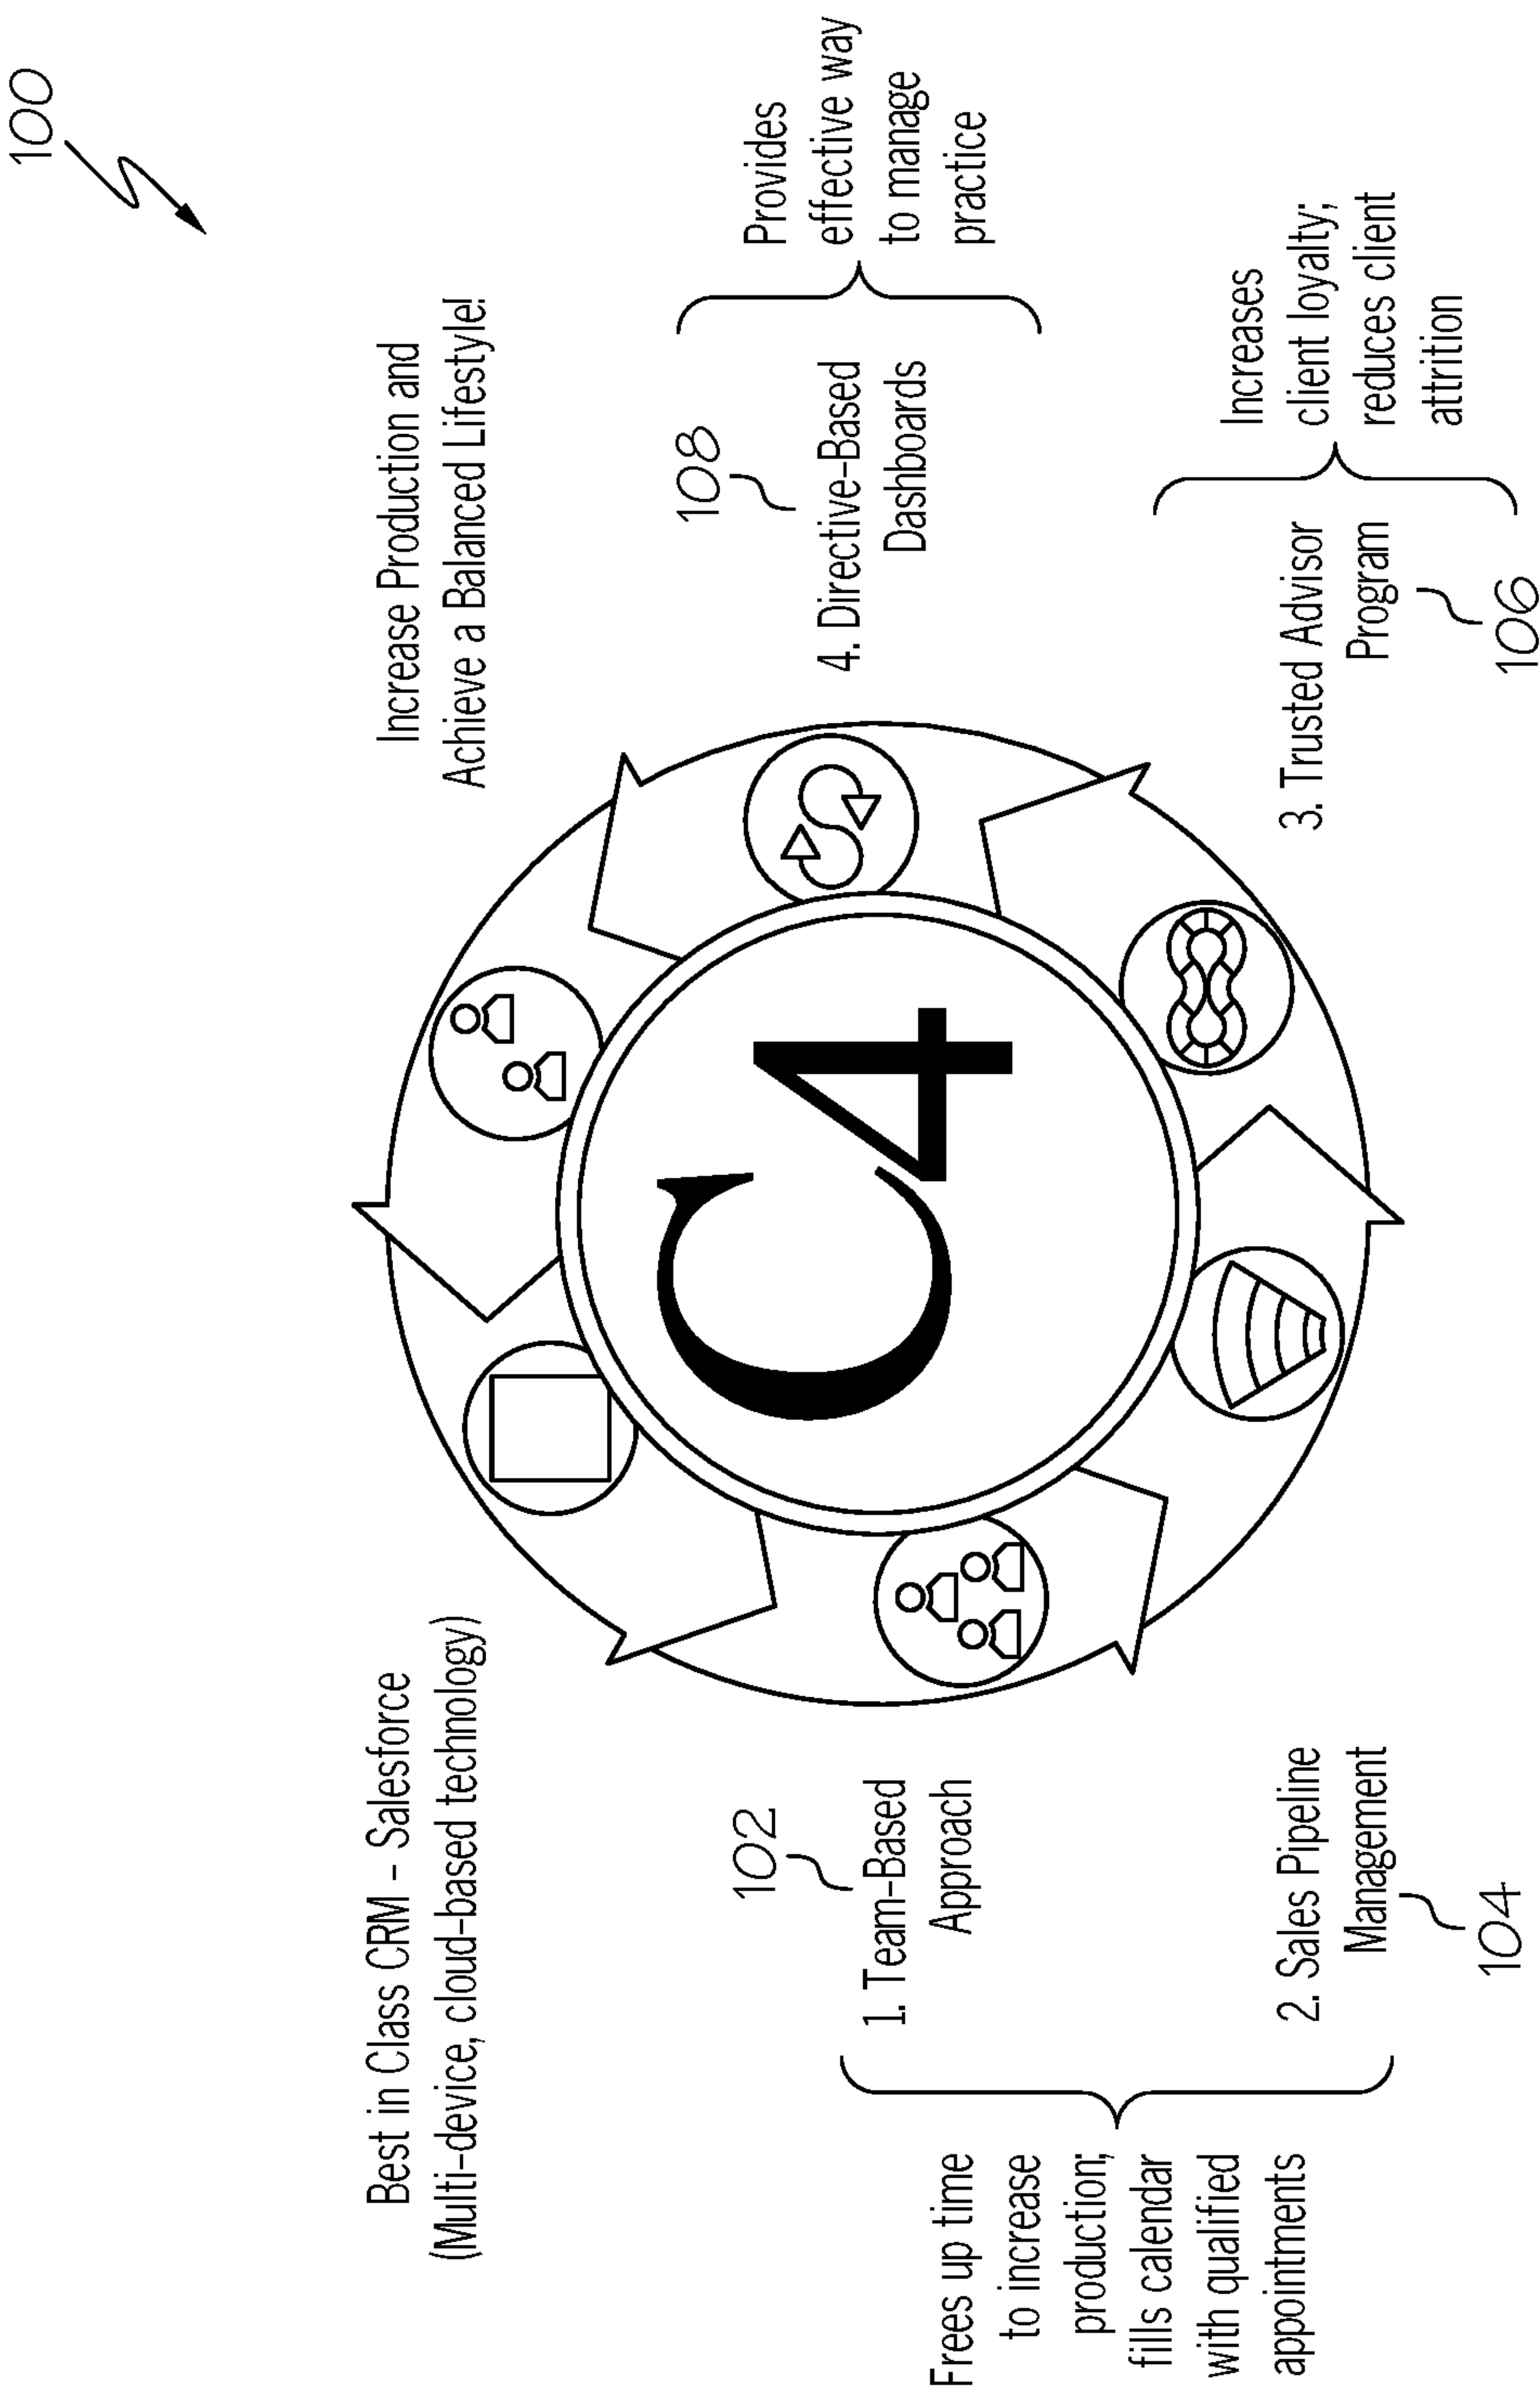 100
Best in Class CRM - Salesforce
(Multi-device, cloud-based technology)
Increase Production and
Achieve a Balanced Lifestyle!
102
1. Team-Based
Approach
Frees up time
to increase
production;
fills calendar
with qualified
appointments
2. Sales Pipeline
Management
104
C4
108
4. Directive-Based
Dashboards
Provides
effective way
to manage
practice
3. Trusted Advisor
Program
106
Increases
client loyalty;
reduces client
attrition